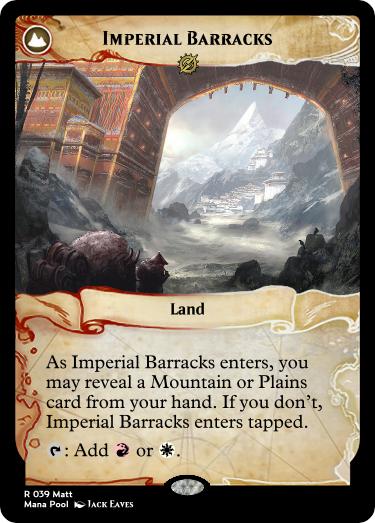 Imperial Barracks
Land
As Imperial Barracks enters, you
may reveal a Mountain or Plains
card from your hand. If you don't,
Imperial Barracks enters tapped.
: Add or .
R 039 Matt
Mana Pool Jack Eaves